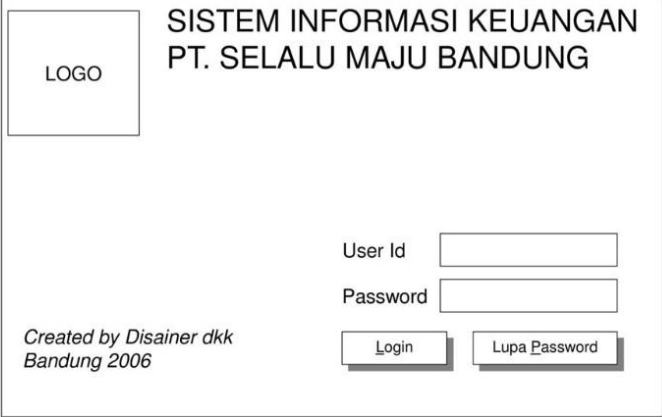 LOGO
SISTEM INFORMASI KEUANGAN
PT. SELALU MAJU BANDUNG
User Id
Password
Login
Lupa Password
Created by Disainer dkk
Bandung 2006